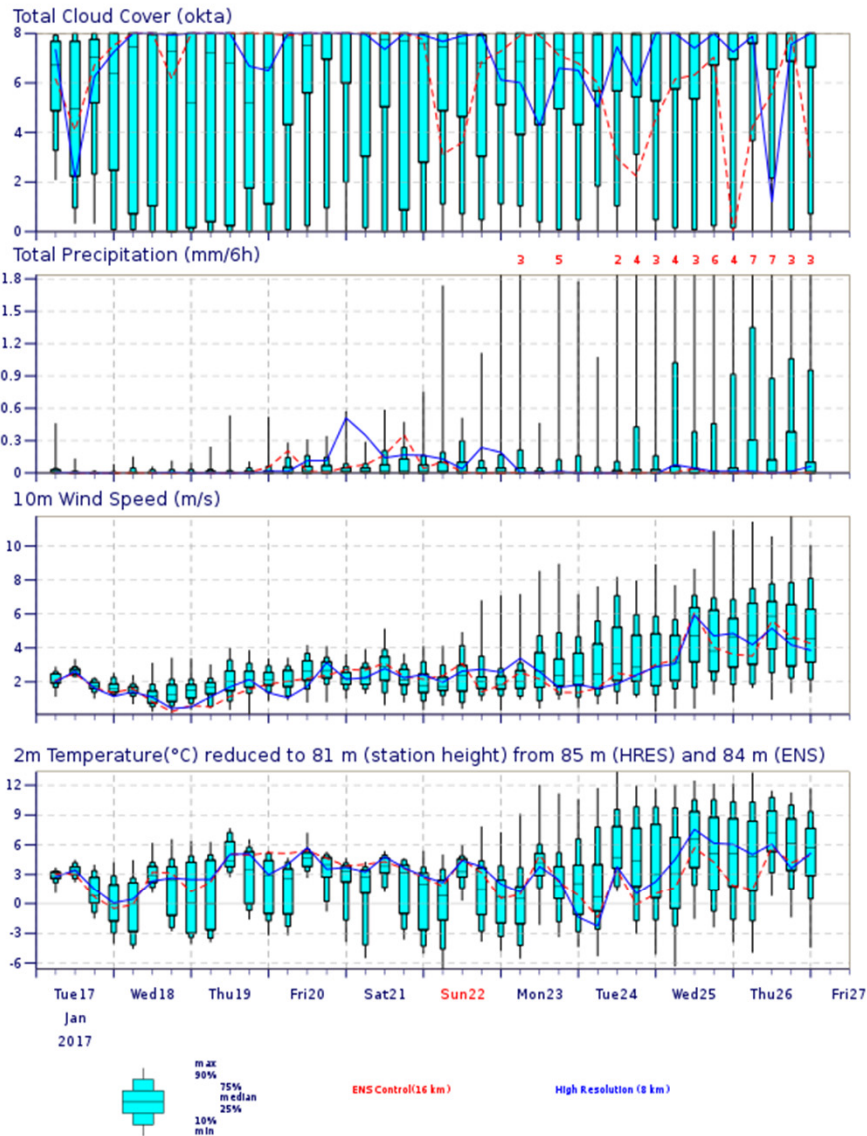 Total Cloud Cover (okta)
8
6
4
2
0
Total Precipitation (mm/6h)
3 5 2 4 3 4 3 6 4 7 7 3 3
1.8
1.5
1.2
0.9
0.6
0.3
0
10m Wind Speed (m/s)
10
8
6
4
2
2m Temperature(°C) reduced to 81 m (station height) from 85 m (HRES) and 84 m (ENS)
12
9
6
3
0
-3
-6
Tue17 Wed18 Thu19 Fri20 Sat21 Sun22 Mon23 Tue24 Wed25 Thu26 Fri27
Jan
2017
max
90%
75%
median
25%
10%
min
ENS Control(16 km)
High Resolution (8 km)